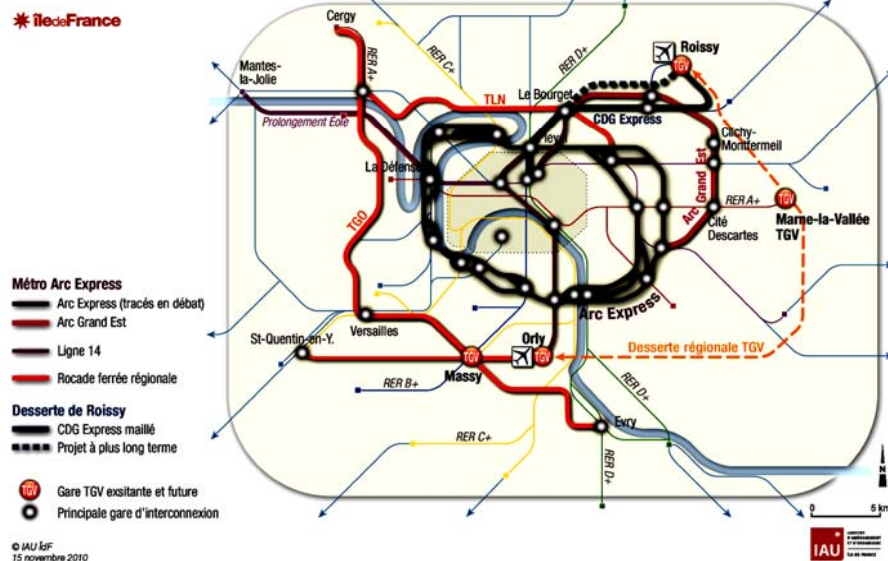 îledeFrance
Cergy
RER A+
RER C+
RER D+
Roissy
TGV
Mantes-
la-Jolie
Le Bourget
TLN
CDG Express
Prolongement Eole
Clichy-
Montfermeil
La Défense
Arc Grand Est
RER A+
TGV
Marne-la-Vallée
TGV
Cité
Descartes
TGO
Métro Arc Express
Arc Express (tracés en débat)
Arc Grand Est
Ligne 14
Rocade ferrée régionale
Arc Express
Versailles
St-Quentin-en-Y.
Orly
TGV
TGV
Massy
Desserte régionale TGV
RER B+
RER D+
Desserte de Roissy
CDG Express maillé
Projet à plus long terme
Evry
RER C+
RER D+
N
TGV
Gare TGV exsitante et future
Principale gare d'interconnexion
0
5 km
© IAU îdF
15 novembre 2010
IAU